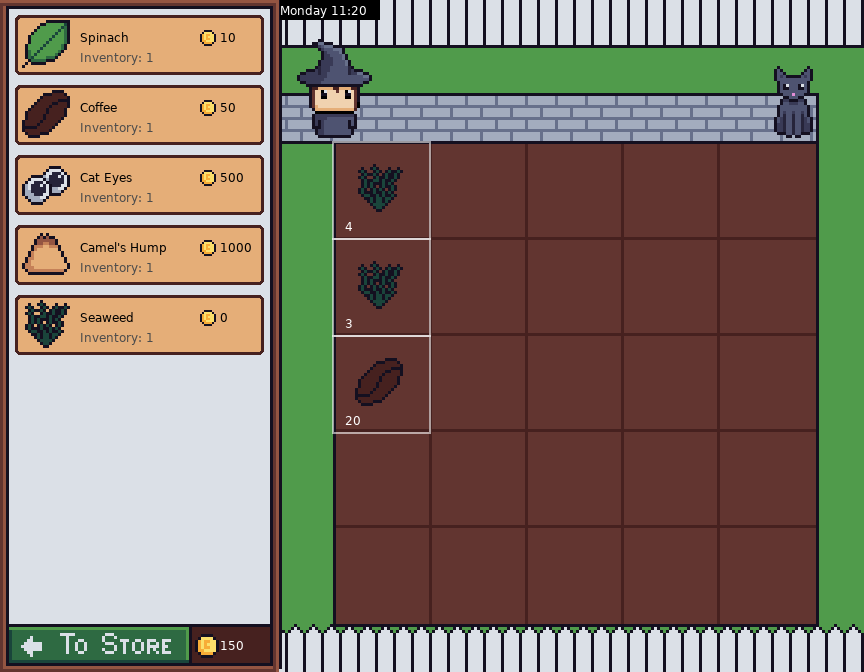 Monday 11:20
Spinach 10
Inventory: 1
Coffee 50
Inventory: 1
Cat Eyes 500
Inventory: 1
Camel's Hump 1000
Inventory: 1
Seaweed 0
Inventory: 1
4
3
20
To Store 150